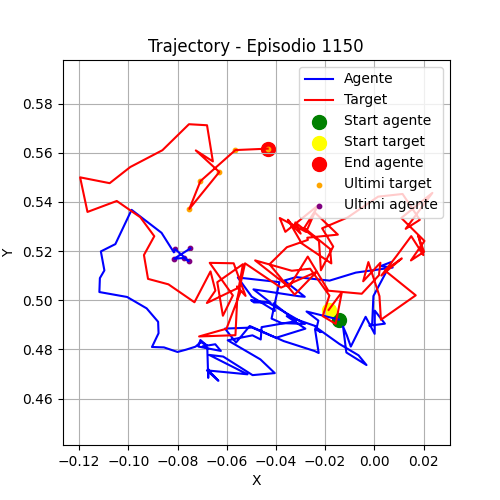 Trajectory - Episodio 1150
Agente
Target
Start agente
Start target
End agente
Ultimi target
Ultimi agente
Y
0.58
0.56
0.54
0.52
0.50
0.48
0.46
−0.12 −0.10 −0.08 −0.06 −0.04 −0.02 0.00 0.02
X